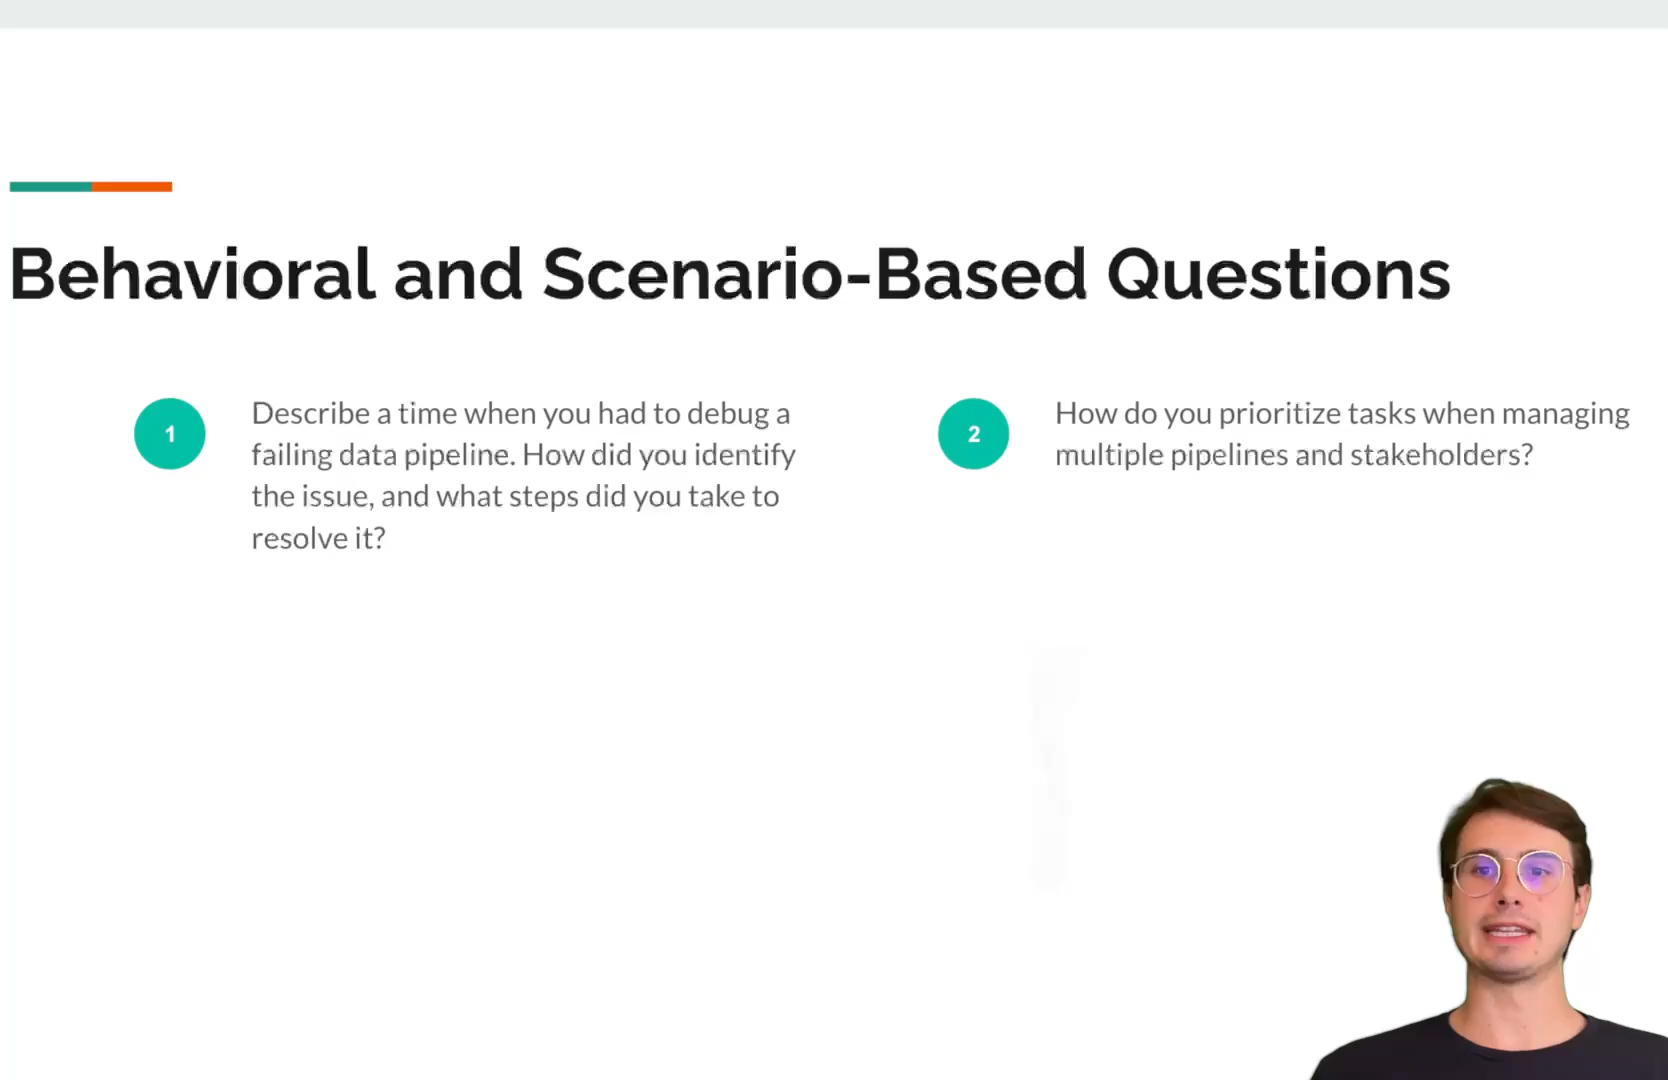 Behavioral and Scenario-Based Questions
1
Describe a time when you had to debug a
failing data pipeline. How did you identify
the issue, and what steps did you take to
resolve it?
2
How do you prioritize tasks when managing
multiple pipelines and stakeholders?